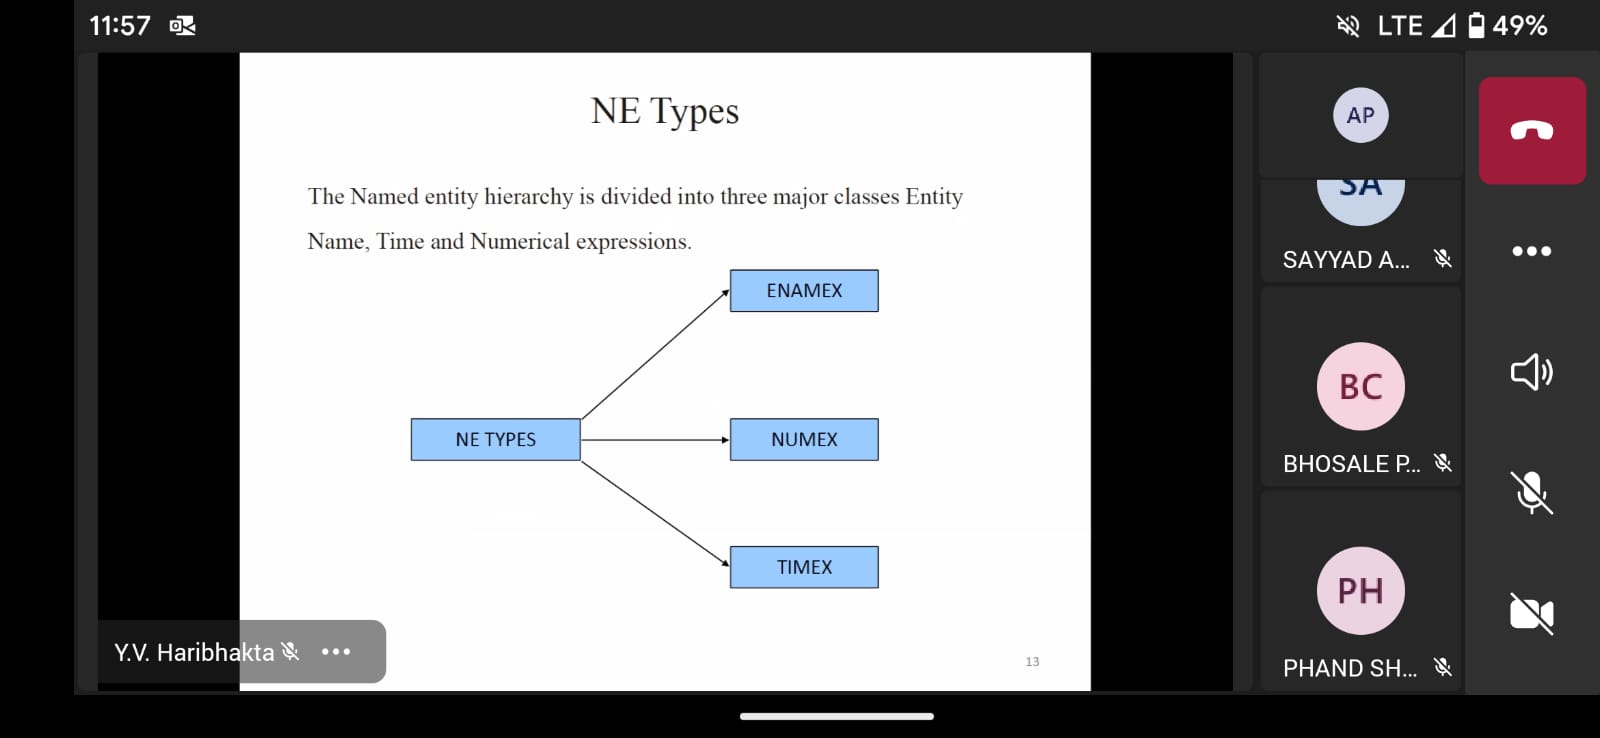 11:57
LTE 49%
NE Types
The Named entity hierarchy is divided into three major classes Entity
Name, Time and Numerical expressions.
ENAMEX
NE TYPES
NUMEX
TIMEX
13
Y.V. Haribhakta
AP
SA
SAYYAD A...
BC
BHOSALE P...
PH
PHAND SH...